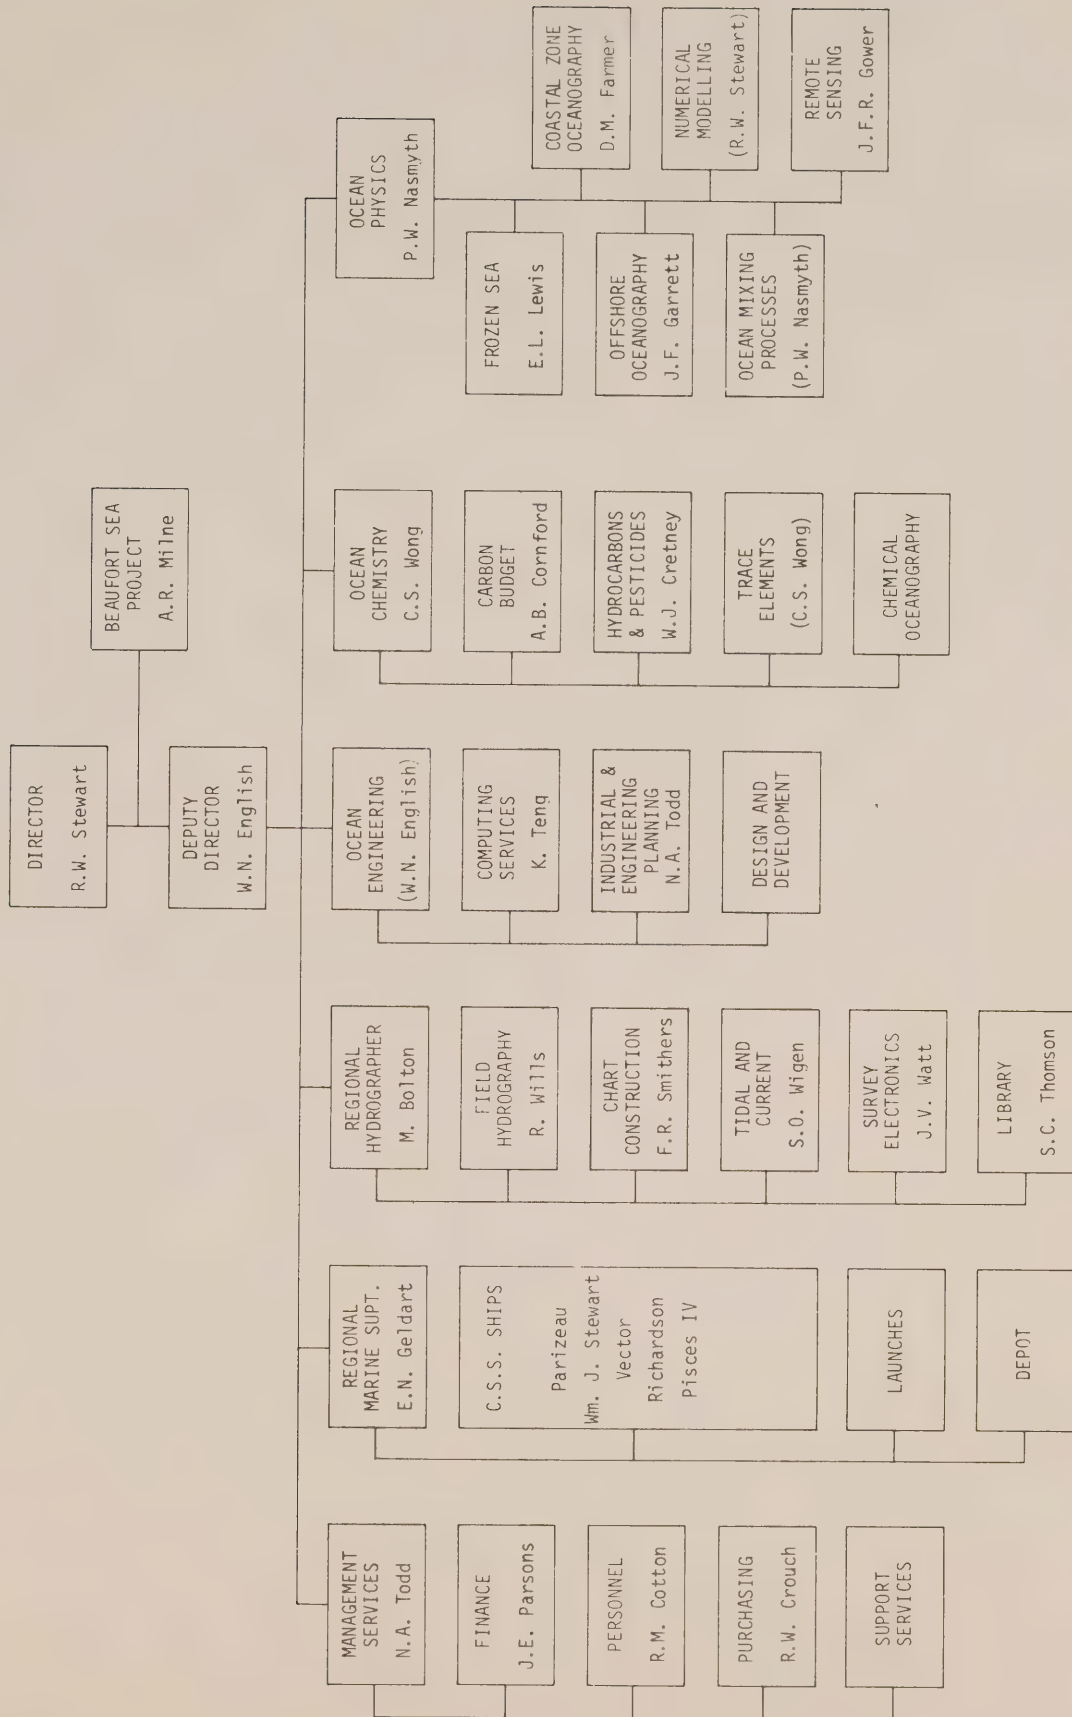 DIRECTOR
R.W. Stewart
BEAUFORT SEA
PROJECT
A.R. Milne
DEPUTY
DIRECTOR
W.N. English
MANAGEMENT
SERVICES
N.A. Todd
FINANCE
J.E. Parsons
PERSONNEL
R.M. Cotton
PURCHASING
R.W. Crouch
SUPPORT
SERVICES
REGIONAL
MARINE SUPT.
E.N. Geldart
C.S.S. SHIPS
Parizeau
Wm. J. Stewart
Vector
Richardson
Pisces IV
LAUNCHES
DEPOT
REGIONAL
HYDROGRAPHER
M. Bolton
FIELD
HYDROGRAPHY
R. Wills
CHART
CONSTRUCTION
F.R. Smithers
TIDAL AND
CURRENT
S.O. Wigen
SURVEY
ELECTRONICS
J.V. Watt
LIBRARY
S.C. Thomson
OCEAN
ENGINEERING
(W.N. English)
COMPUTING
SERVICES
K. Teng
INDUSTRIAL &
ENGINEERING
PLANNING
N.A. Todd
DESIGN AND
DEVELOPMENT
OCEAN
CHEMISTRY
C.S. Wong
CARBON
BUDGET
A.B. Cornford
HYDROCARBONS
& PESTICIDES
W.J. Cretney
TRACE
ELEMENTS
(C.S. Wong)
CHEMICAL
OCEANOGRAPHY
OCEAN
PHYSICS
P.W. Nasmyth
FROZEN SEA
E.L. Lewis
COASTAL ZONE
OCEANOGRAPHY
D.M. Farmer
OFFSHORE
OCEANOGRAPHY
J.F. Garrett
NUMERICAL
MODELLING
(R.W. Stewart)
OCEAN MIXING
PROCESSES
(P.W. Nasmyth)
REMOTE
SENSING
J.F.R. Gower